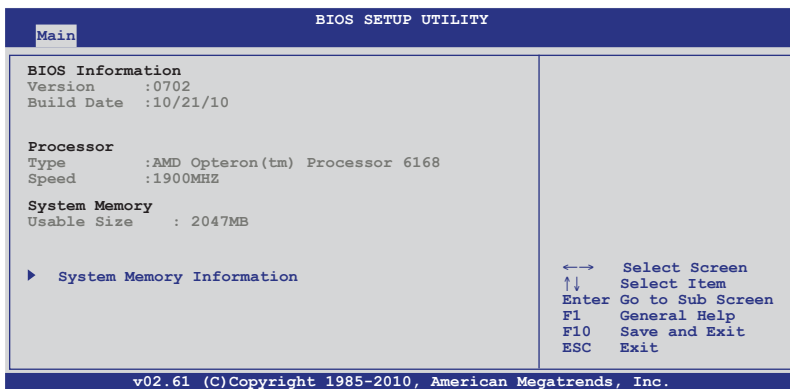 BIOS SETUP UTILITY
Main
BIOS Information
Version :0702
Build Date :10/21/10
Processor
Type :AMD Opteron(tm) Processor 6168
Speed :1900MHZ
System Memory
Usable Size : 2047MB
System Memory Information
←→ Select Screen
↑↓ Select Item
Enter Go to Sub Screen
F1 General Help
F10 Save and Exit
ESC Exit
v02.61 (C)Copyright 1985-2010, American Megatrends, Inc.